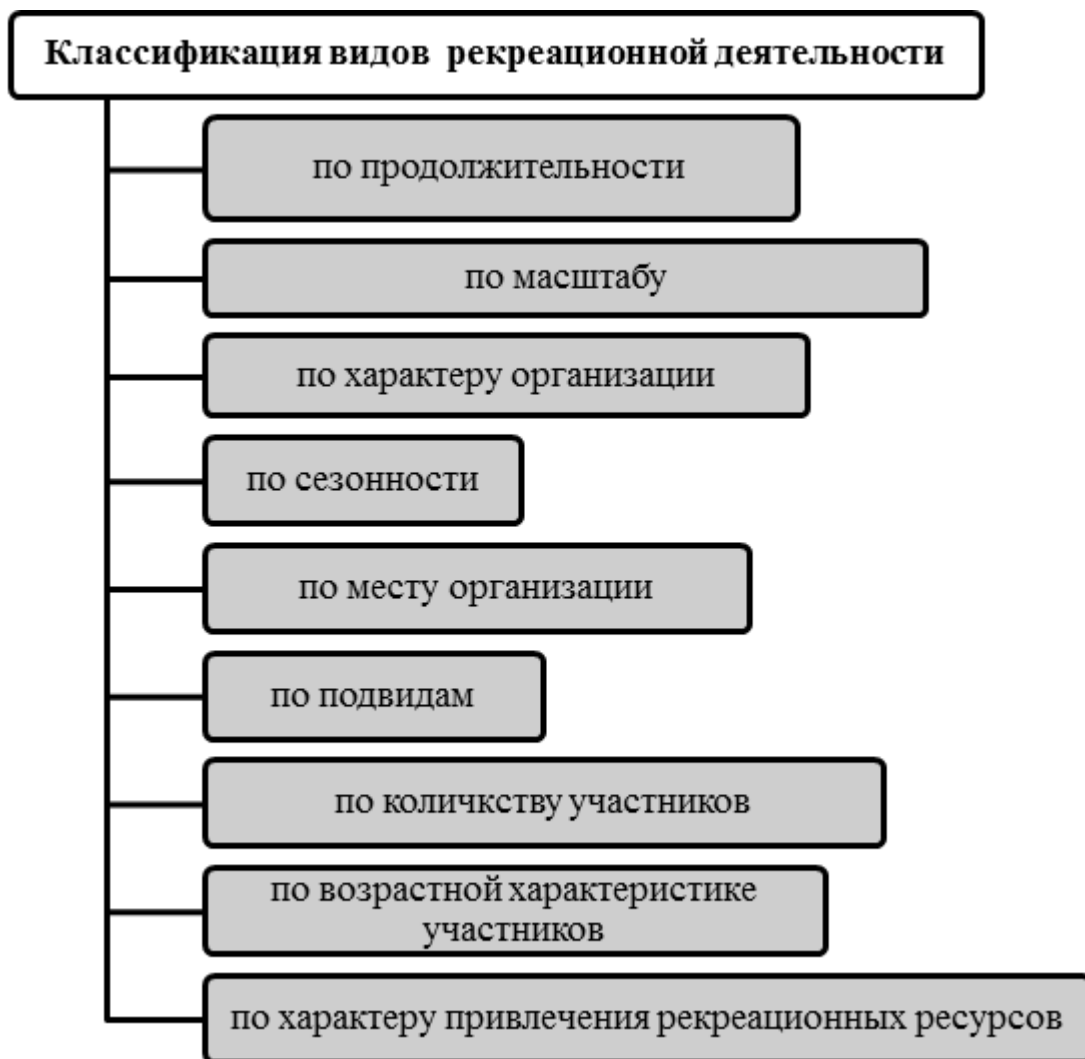 Классификация видов рекреационной деятельности
по продолжительности
по масштабу
по характеру организации
по сезонности
по месту организации
по подвидам
по количкству участников
по возрастной характеристике
участников
по характеру привлечения рекреационных ресурсов